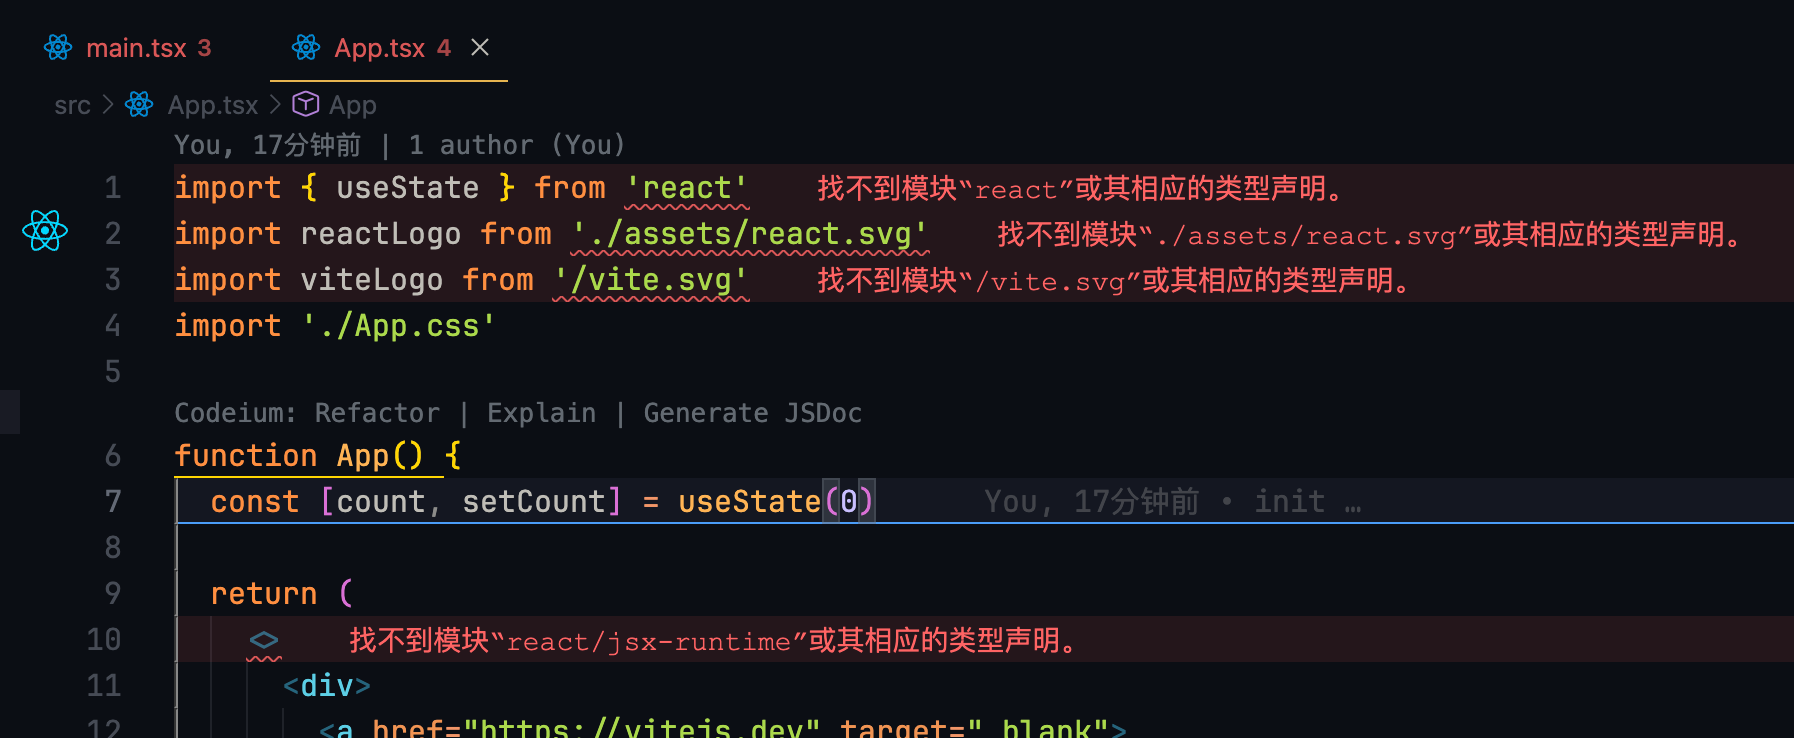 main.tsx 3 App.tsx 4
src > App.tsx > App
You, 17分钟前 | 1 author (You)
1 import { useState } from 'react' 找不到模块“react”或其相应的类型声明。
2 import reactLogo from './assets/react.svg' 找不到模块“./assets/react.svg”或其相应的类型声明。
3 import viteLogo from '/vite.svg' 找不到模块“/vite.svg”或其相应的类型声明。
4 import './App.css'
5
Codeium: Refactor | Explain | Generate JSDoc
6 function App() {
7 const [count, setCount] = useState(0) You, 17分钟前 • init …
8
9 return (
10 <> 找不到模块“react/jsx-runtime”或其相应的类型声明。
11 <div>
12 <a href="https://vitejs.dev" target="_blank">